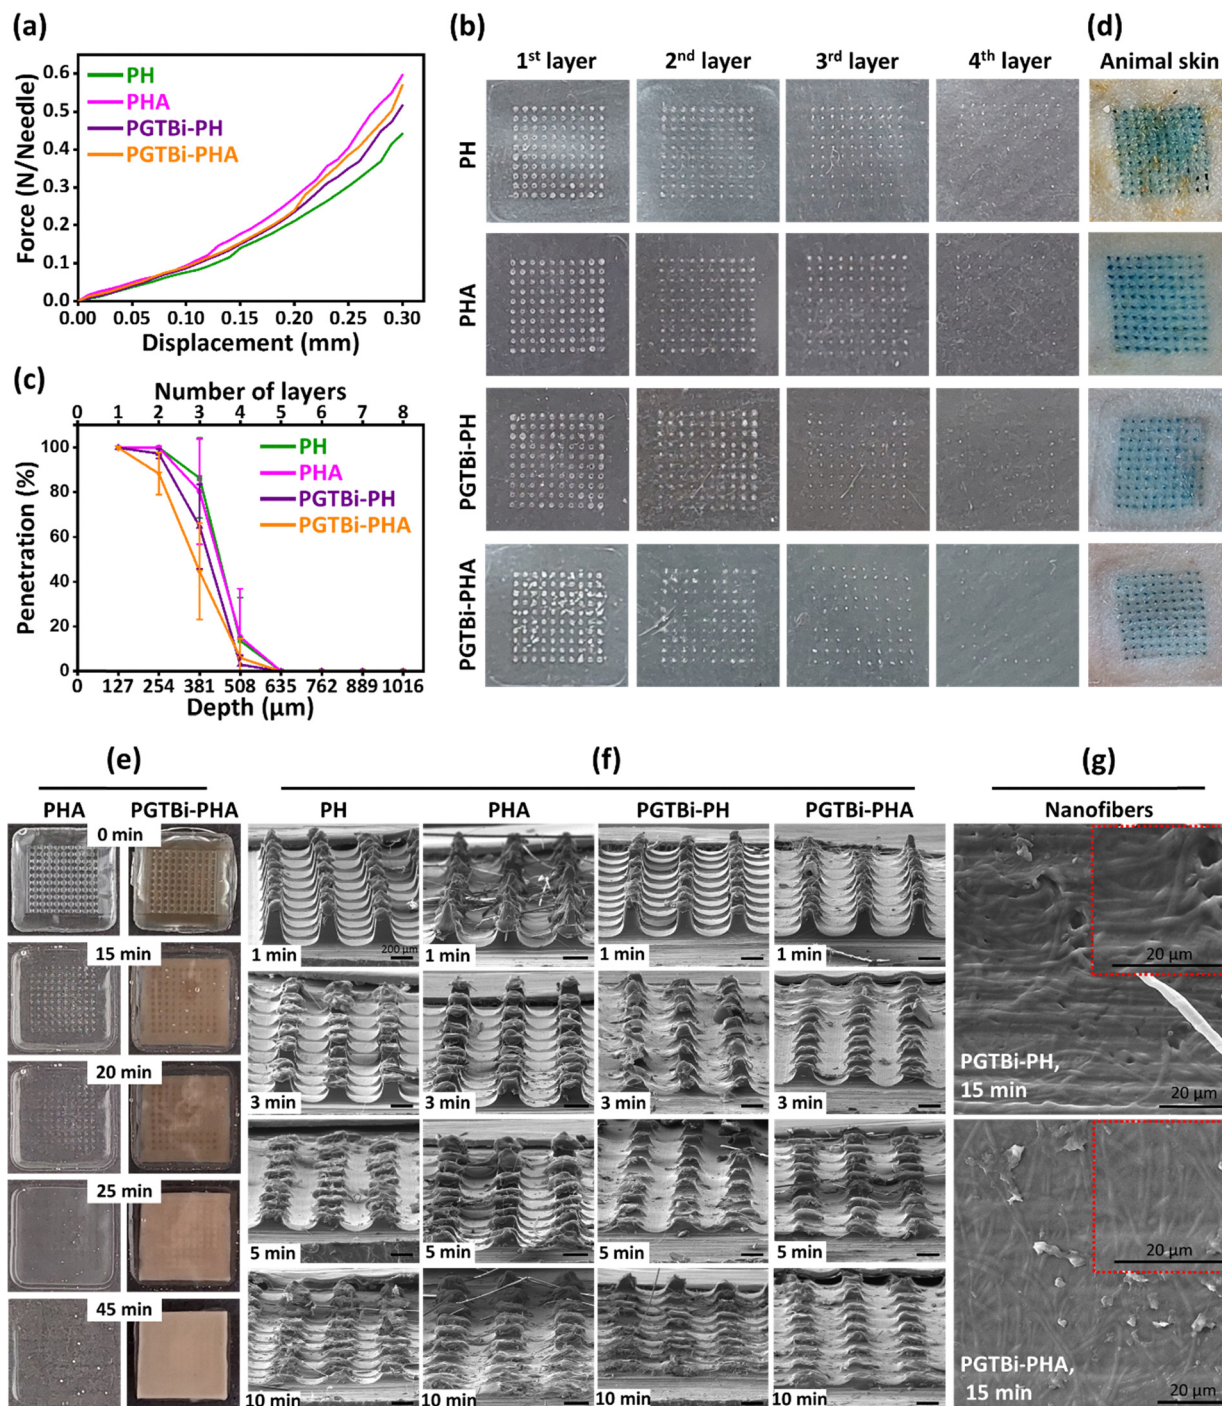 (a)
0.6
0.5
0.4
0.3
0.2
0.1
0.0
Force (N/Needle)
PH
PHA
PGTBi-PH
PGTBi-PHA
0.00 0.05 0.10 0.15 0.20 0.25 0.30
Displacement (mm)
(b)
1st layer 2nd layer 3rd layer 4th layer
PH
PHA
PGTBi-PH
PGTBi-PHA
(d)
Animal skin
(c)
Number of layers
0 1 2 3 4 5 6 7 8
100
80
60
40
20
0
Penetration (%)
PH
PHA
PGTBi-PH
PGTBi-PHA
0 127 254 381 508 635 762 889 1016
Depth (µm)
(e)
PHA PGTBi-PHA
0 min
15 min
20 min
25 min
45 min
(f)
PH PHA PGTBi-PH PGTBi-PHA
200 µm
1 min 1 min 1 min 1 min
3 min 3 min 3 min 3 min
5 min 5 min 5 min 5 min
10 min 10 min 10 min 10 min
(g)
Nanofibers
20 µm
PGTBi-PH,
15 min
20 µm
20 µm
PGTBi-PHA,
15 min
20 µm